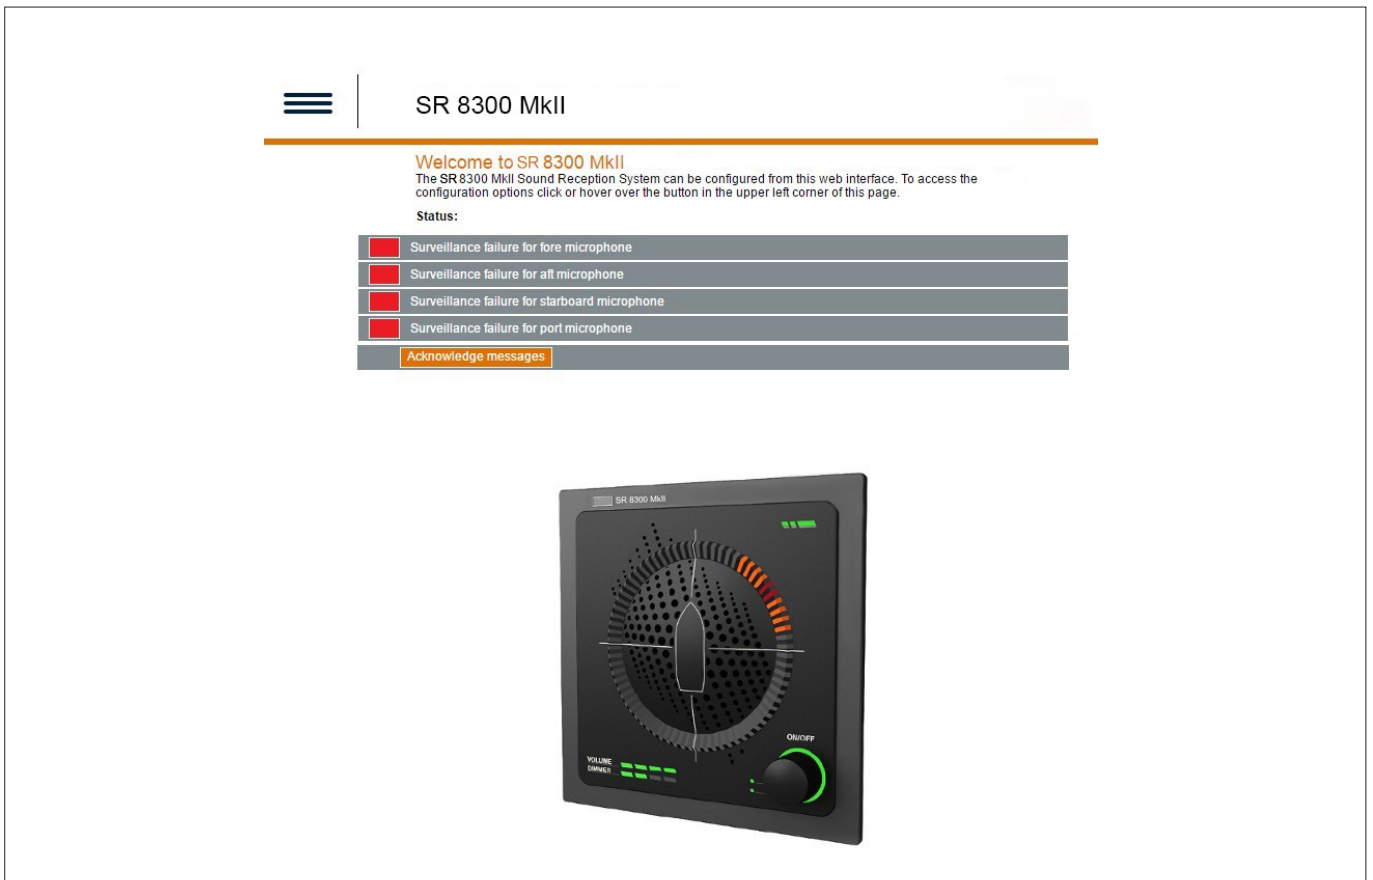 SR 8300 MkII
Welcome to SR 8300 MkII
The SR 8300 MkII Sound Reception System can be configured from this web interface. To access the
configuration options click or hover over the button in the upper left corner of this page.
Status:
Surveillance failure for fore microphone
Surveillance failure for aft microphone
Surveillance failure for starboard microphone
Surveillance failure for port microphone
Acknowledge messages
SR 8300 MkII
ON/OFF
VOLUME
DIMMER